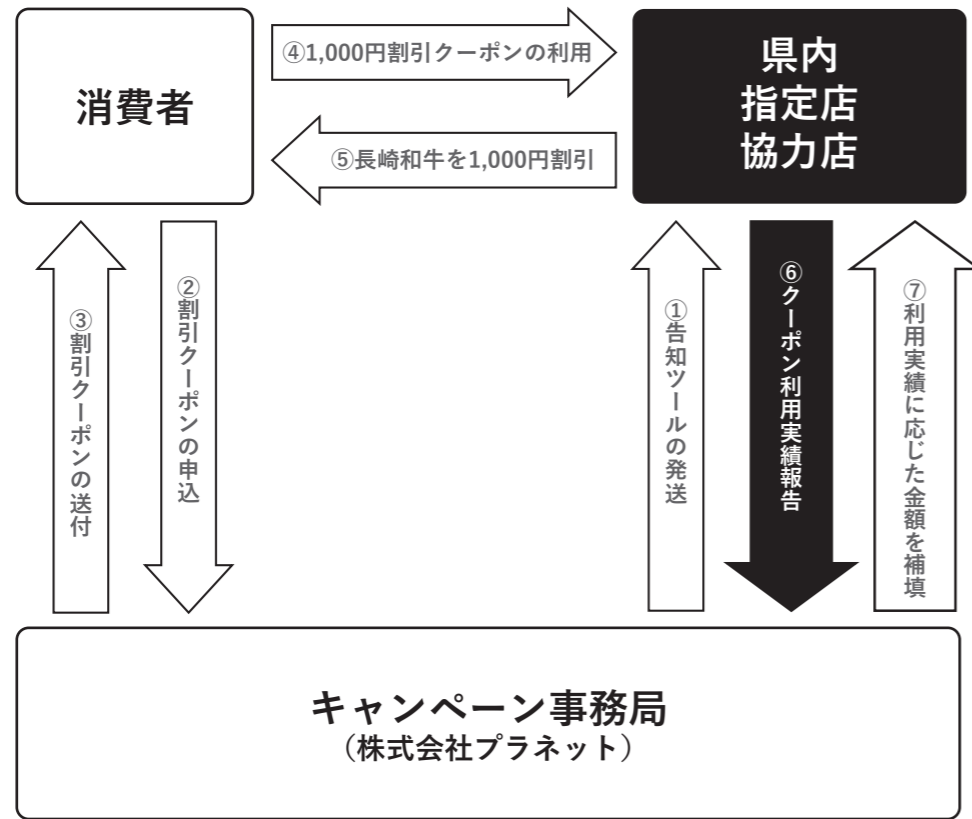 消費者
④1,000円割引クーポンの利用
県内
指定店
協力店
⑤長崎和牛を1,000円割引
③割引クーポンの送付
②割引クーポンの申込
①告知ツールの発送
⑥クーポン利用実績報告
⑦利用実績に応じた金額を補填
キャンペーン事務局
（株式会社プラネット）